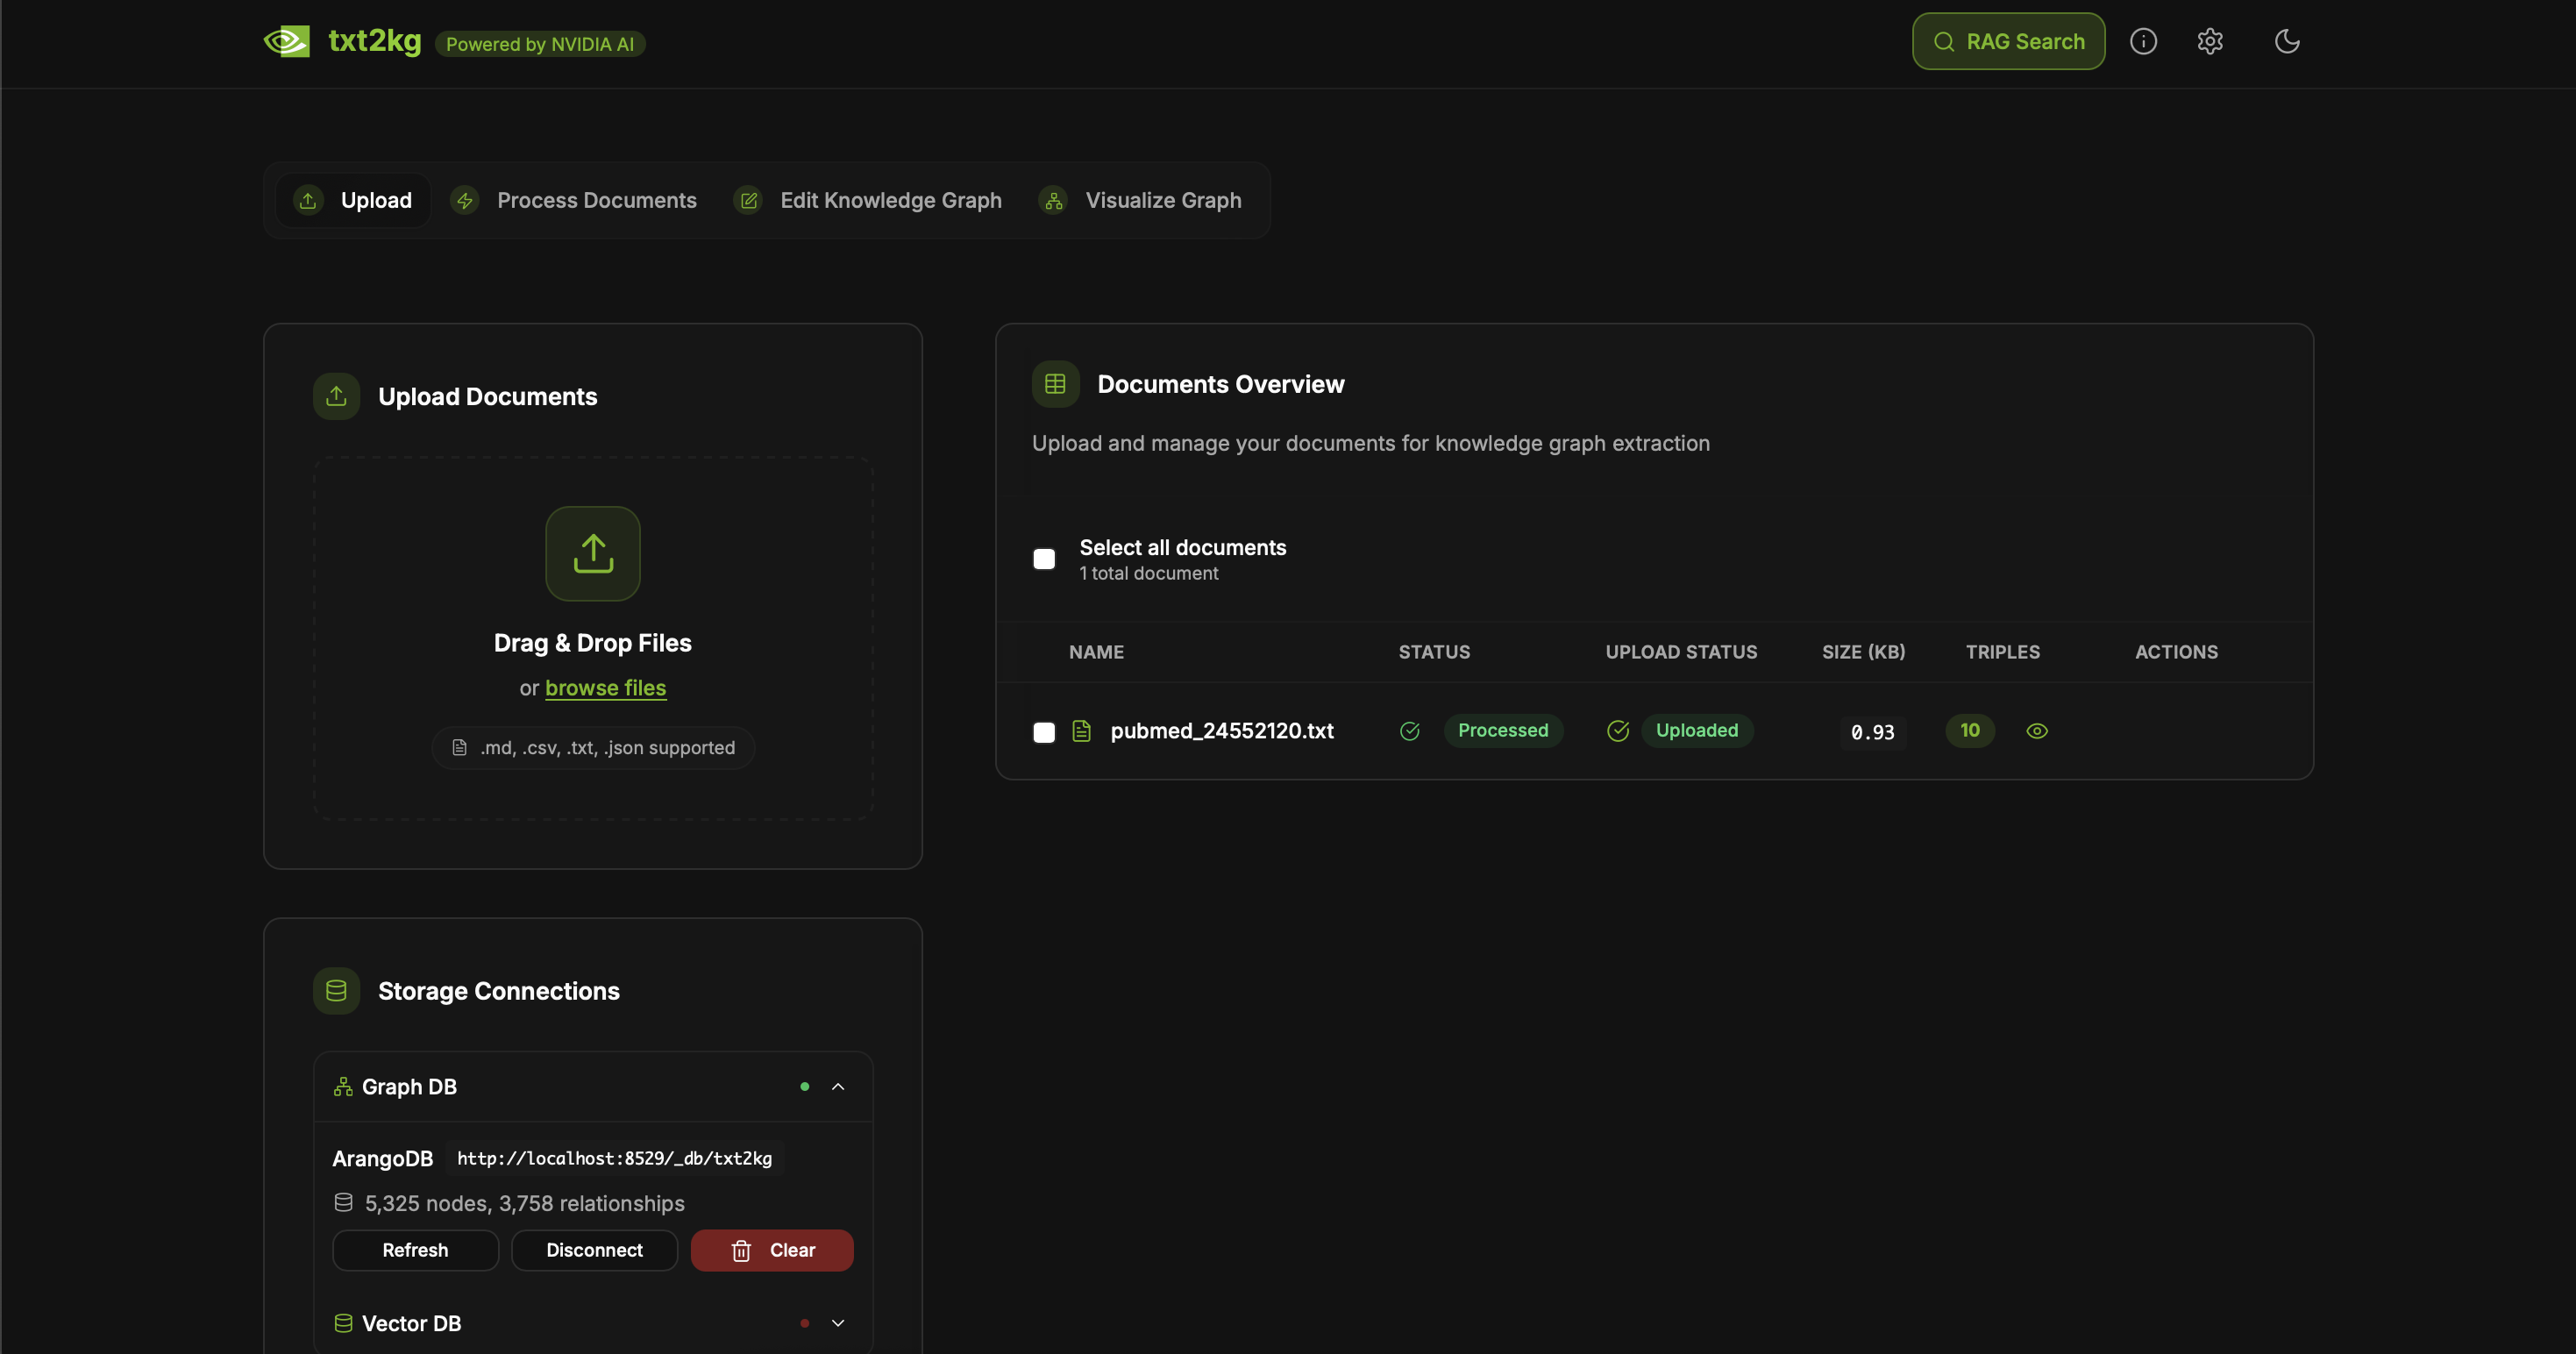 txt2kg Powered by NVIDIA AI
RAG Search
Upload Process Documents Edit Knowledge Graph Visualize Graph
Upload Documents
Drag & Drop Files
or browse files
.md, .csv, .txt, .json supported
Documents Overview
Upload and manage your documents for knowledge graph extraction
Select all documents
1 total document
NAME STATUS UPLOAD STATUS SIZE (KB) TRIPLES ACTIONS
pubmed_24552120.txt Processed Uploaded 0.93 10
Storage Connections
Graph DB
ArangoDB http://localhost:8529/_db/txt2kg
5,325 nodes, 3,758 relationships
Refresh Disconnect Clear
Vector DB